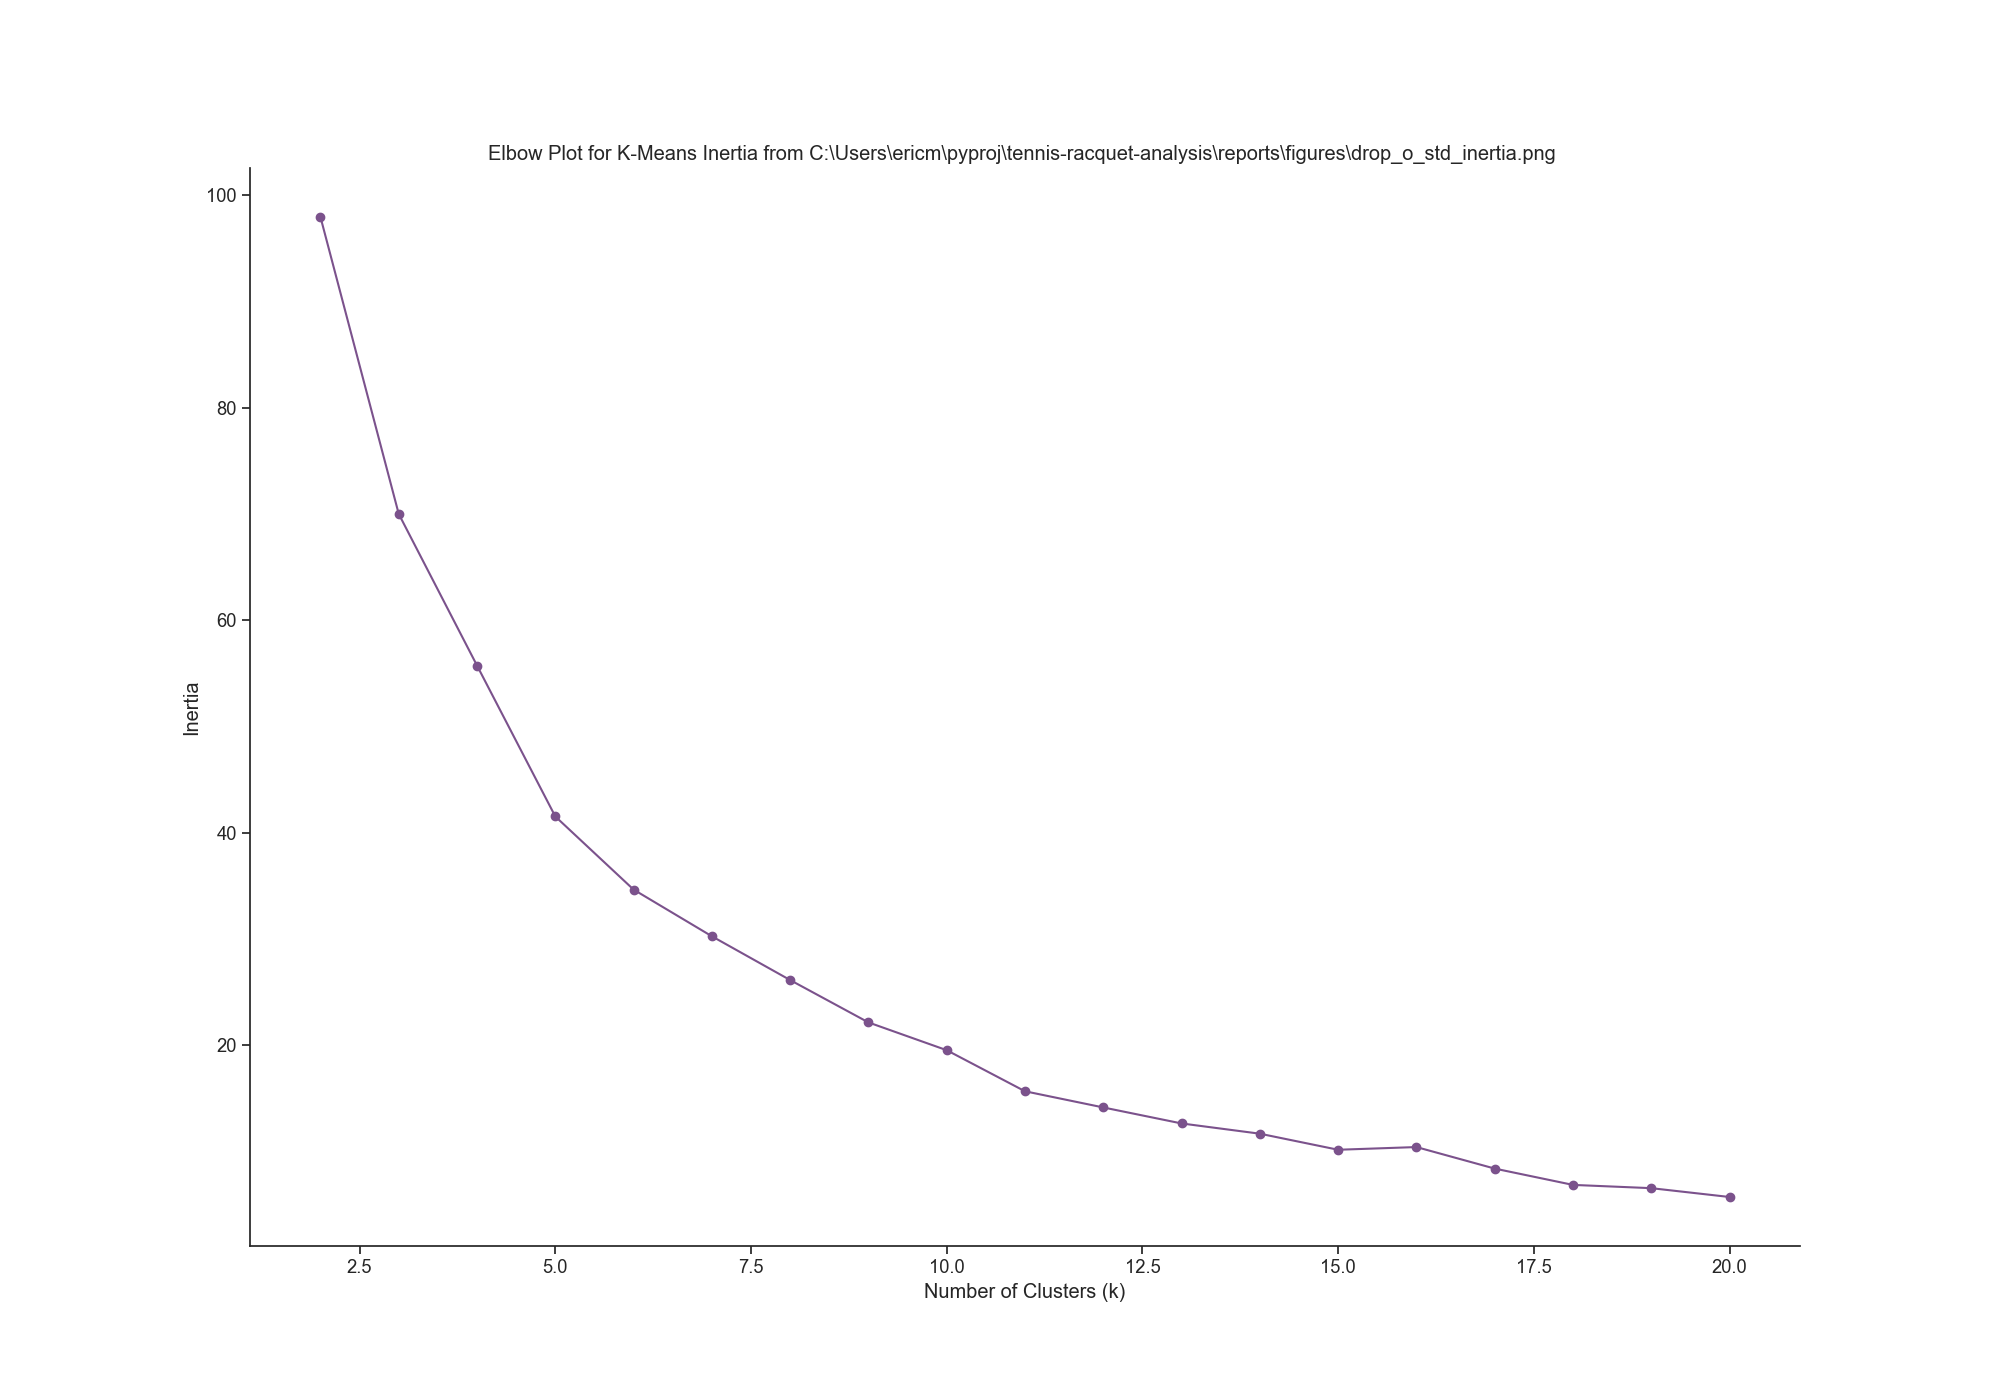 Elbow Plot for K-Means Inertia from C:\Users\ericm\pyproj\tennis-racquet-analysis\reports\figures\drop_o_std_inertia.png
100
80
60
40
20
Inertia
2.5 5.0 7.5 10.0 12.5 15.0 17.5 20.0
Number of Clusters (k)